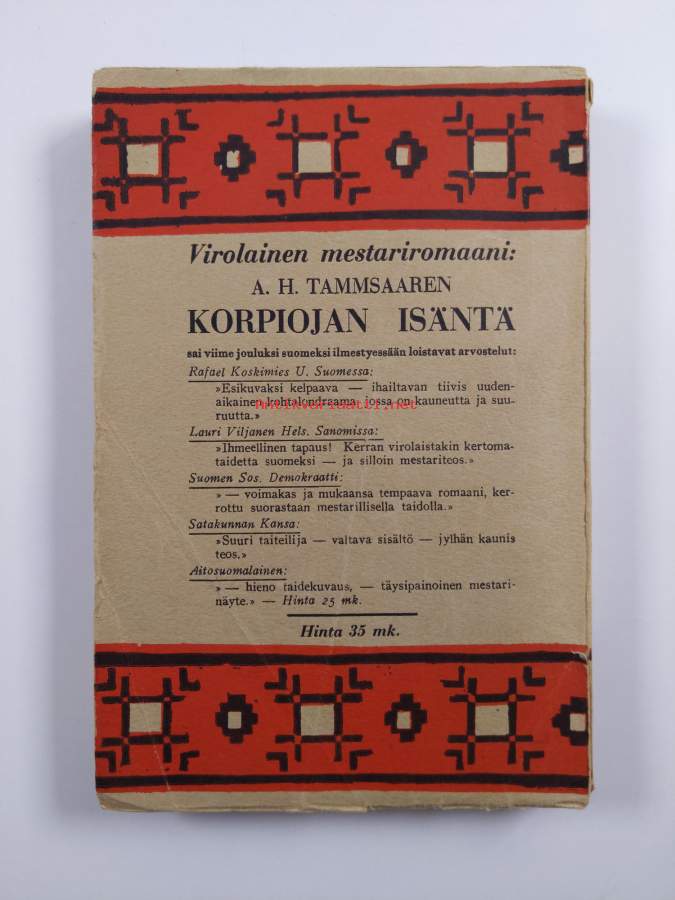 Virolainen mestariromaani:
A. H. TAMMSAAREN
KORPIOJAN ISÄNTÄ
sai viime jouluksi suomeksi ilmestyessään loistavat arvostelut:
Rafael Koskimies U. Suomessa:
»Esikuvaksi kelpaava — ihailtavan tiivis uuden-
aikainen kohtalondraama, jossa on kauneutta ja suu-
Antikvariaatti.net
ruutta.»
Lauri Viljanen Hels. Sanomissa:
»Ihmeellinen tapaus! Kerran virolaistakin kertoma-
taidetta suomeksi — ja silloin mestariteos.»
Suomen Sos. Demokraatti:
» — voimakas ja mukaansa tempaava romaani, ker-
rottu suorastaan mestarillisella taidolla.»
Satakunnan Kansa:
»Suuri taiteilija — valtava sisältö — jylhän kaunis
teos.»
Aitosuomalainen:
» — hieno taidekuvaus, — täysipainoinen mestari-
näyte.» — Hinta 25 mk.
Hinta 35 mk.